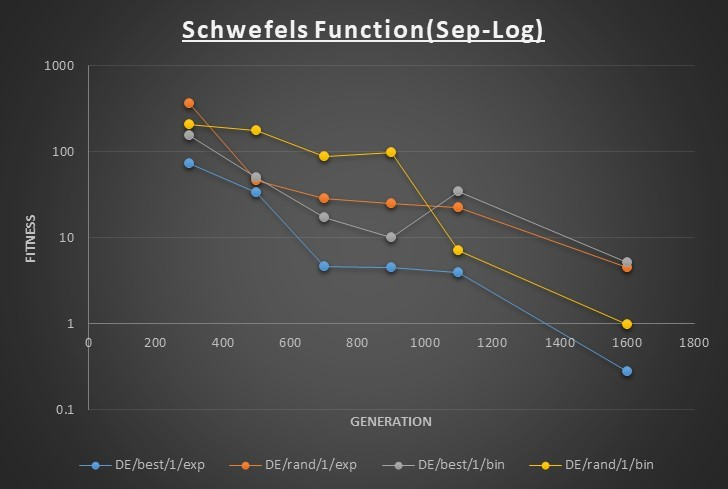 Schwefels Function(Sep-Log)
1000
100
10
1
0.1
0 200 400 600 800 1000 1200 1400 1600 1800
FITNESS
GENERATION
DE/best/1/exp DE/rand/1/exp DE/best/1/bin DE/rand/1/bin